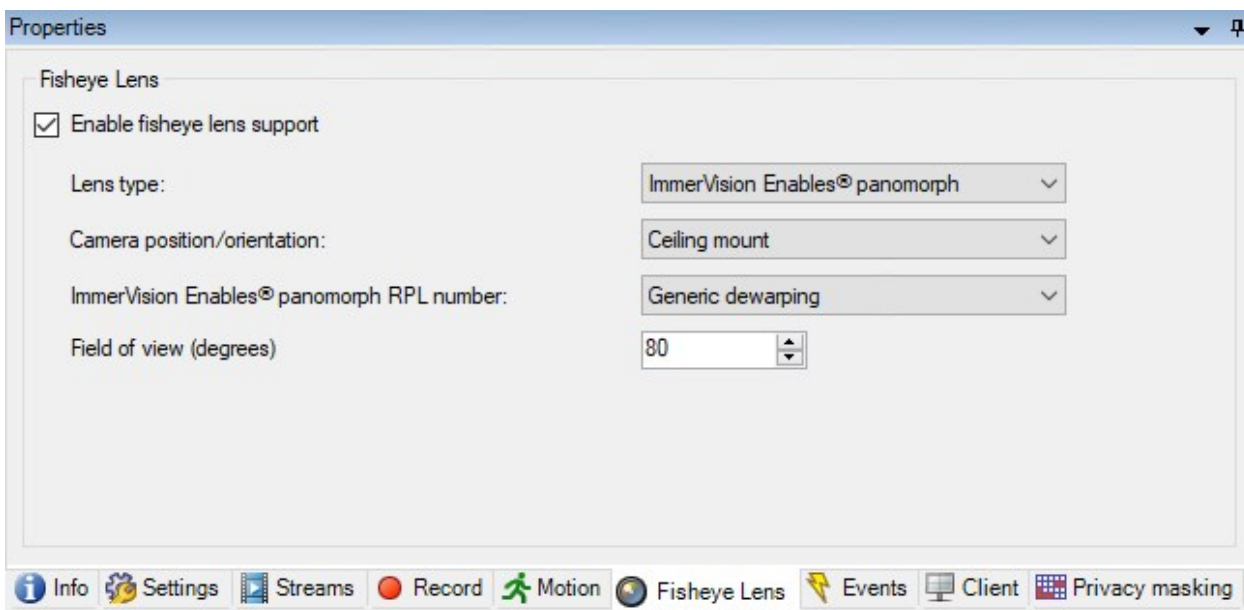 Properties
Fisheye Lens
Enable fisheye lens support
Lens type: ImmerVision Enables® panomorph
Camera position/orientation: Ceiling mount
ImmerVision Enables® panomorph RPL number: Generic dewarping
Field of view (degrees) 80
Info Settings Streams Record Motion Fisheye Lens Events Client Privacy masking